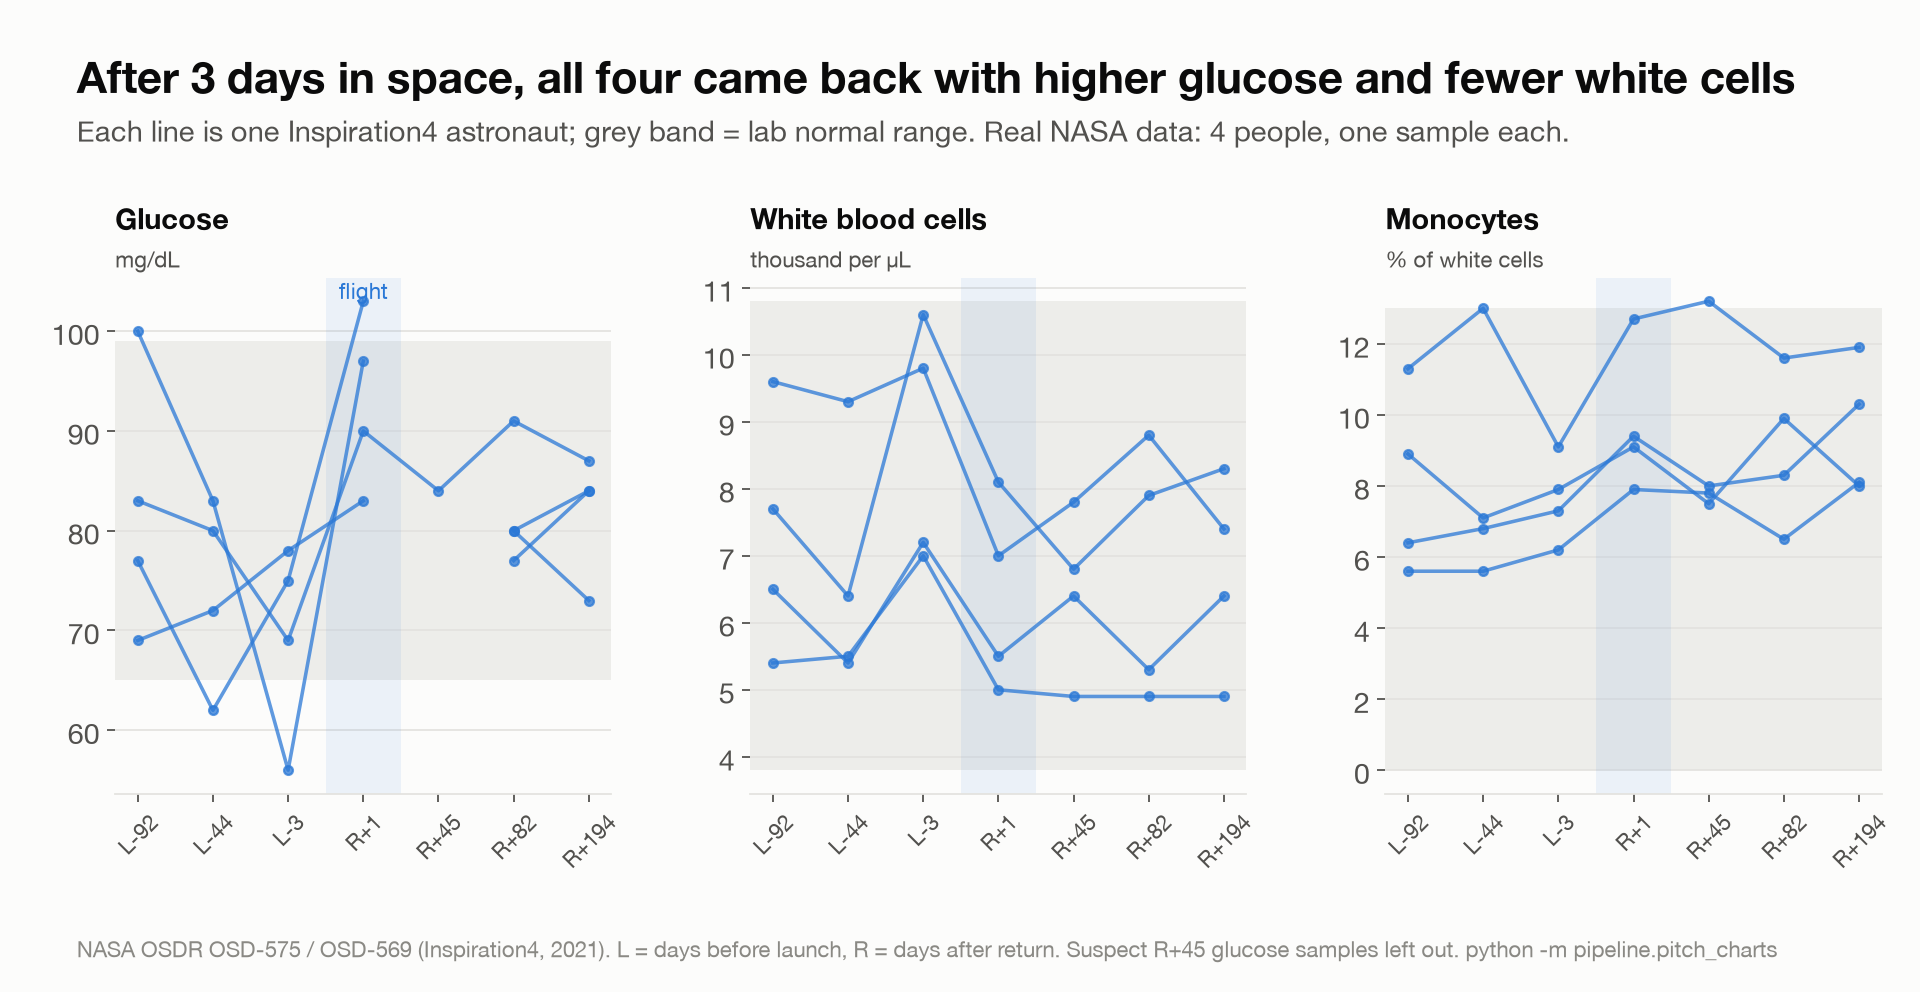 After 3 days in space, all four came back with higher glucose and fewer white cells
Each line is one Inspiration4 astronaut; grey band = lab normal range. Real NASA data: 4 people, one sample each.
Glucose
mg/dL
flight
100
90
80
70
60
L-92
L-44
L-3
R+1
R+45
R+82
R+194
White blood cells
thousand per µL
11
10
9
8
7
6
5
4
L-92
L-44
L-3
R+1
R+45
R+82
R+194
Monocytes
% of white cells
12
10
8
6
4
2
0
L-92
L-44
L-3
R+1
R+45
R+82
R+194
NASA OSDR OSD-575 / OSD-569 (Inspiration4, 2021). L = days before launch, R = days after return. Suspect R+45 glucose samples left out. python -m pipeline.pitch_charts